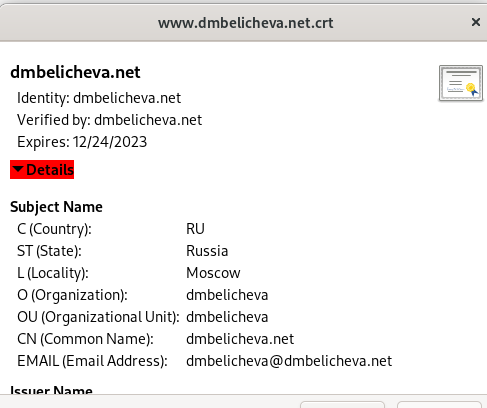 www.dmbelicheva.net.crt
dmbelicheva.net
Identity: dmbelicheva.net
Verified by: dmbelicheva.net
Expires: 12/24/2023
Details
Subject Name
C (Country): RU
ST (State): Russia
L (Locality): Moscow
O (Organization): dmbelicheva
OU (Organizational Unit): dmbelicheva
CN (Common Name): dmbelicheva.net
EMAIL (Email Address): dmbelicheva@dmbelicheva.net
Issuer Name